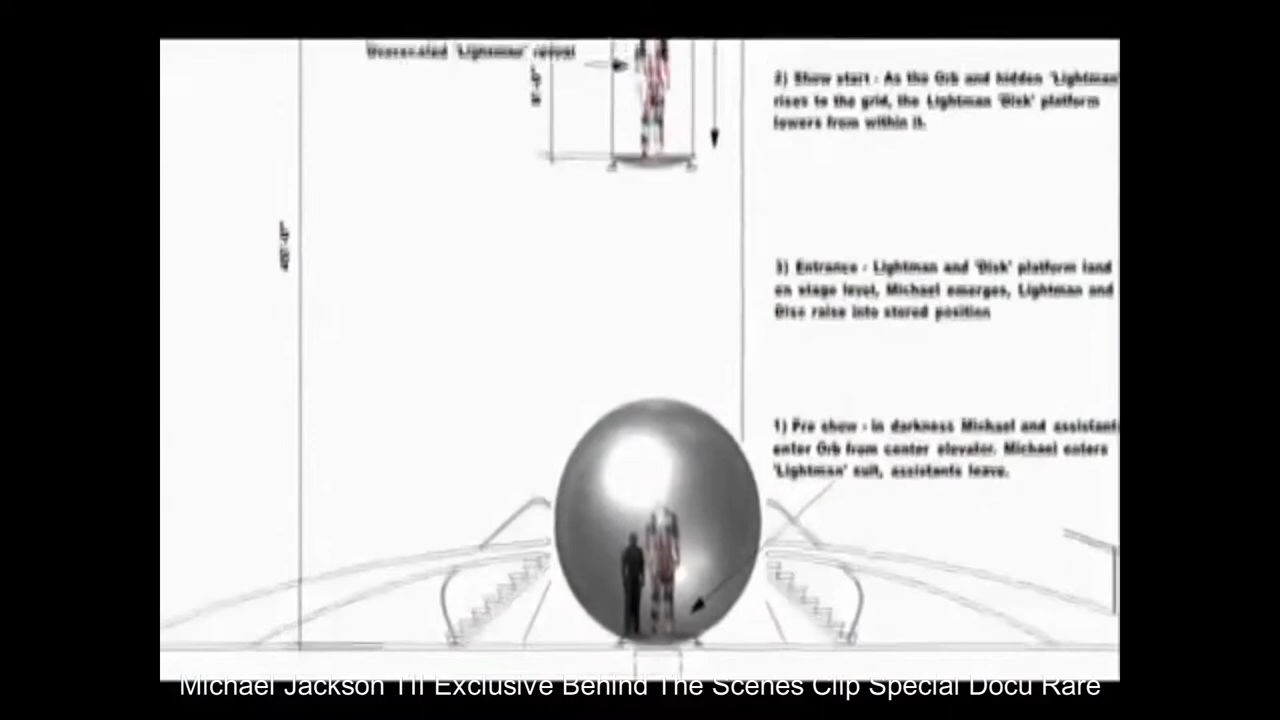 Uncevaled 'Lightman' reveal
2) Show start - As the Orb and hidden 'Lightman'
rises to the grid, the Lightman 'Disk' platform
lowers from within it.
3) Entrance - Lightman and 'Disk' platform land
on stage level, Michael emerges, Lightman and
Disc raise into stored position
1) Pre show - in darkness Michael and assistant
enter Orb from center elevator. Michael enters
'Lightman' suit, assistants leave.
Michael Jackson TII Exclusive Behind The Scenes Clip Special Docu Rare